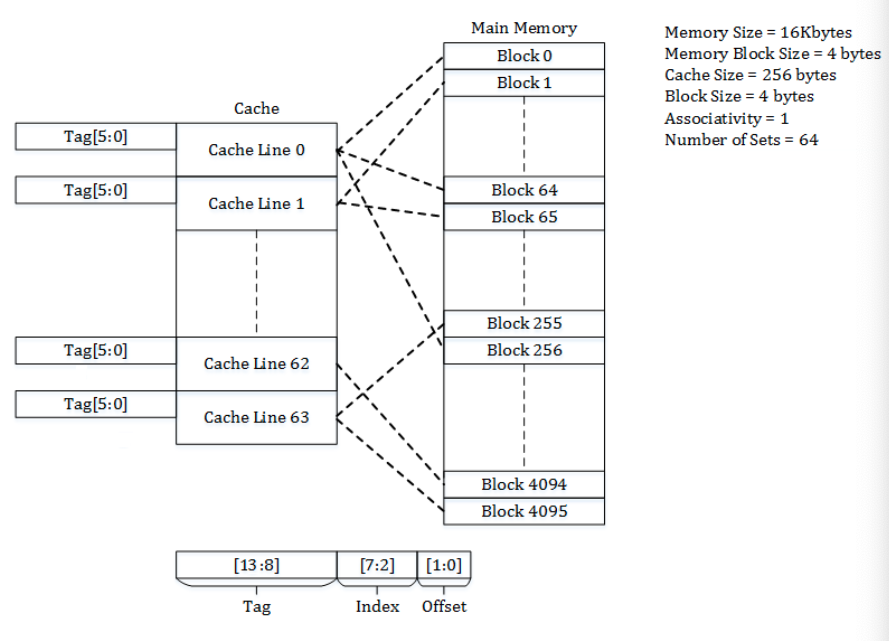 Main Memory
Block 0
Block 1
Block 64
Block 65
Block 255
Block 256
Block 4094
Block 4095
Cache
Tag[5:0]
Cache Line 0
Tag[5:0]
Cache Line 1
Tag[5:0]
Cache Line 62
Tag[5:0]
Cache Line 63
Memory Size = 16Kbytes
Memory Block Size = 4 bytes
Cache Size = 256 bytes
Block Size = 4 bytes
Associativity = 1
Number of Sets = 64
[13:8] [7:2] [1:0]
Tag Index Offset